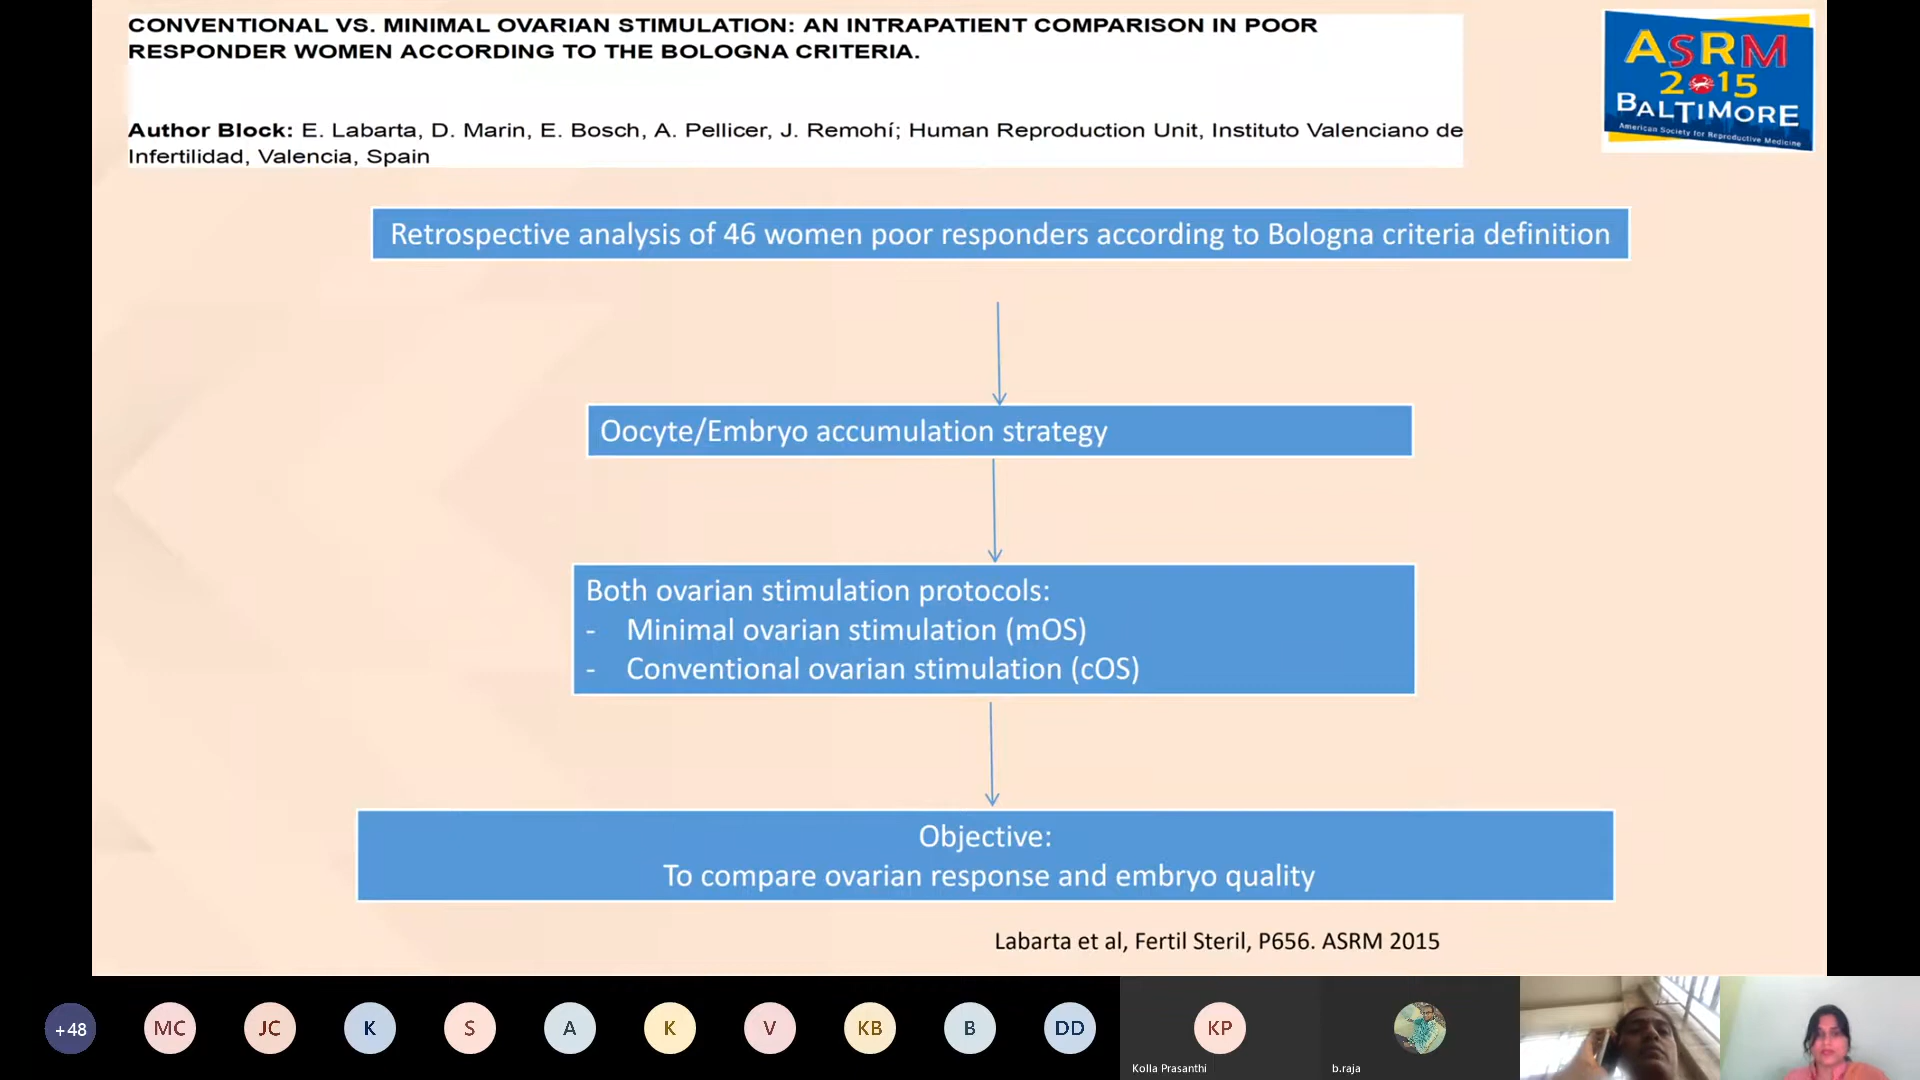 CONVENTIONAL VS. MINIMAL OVARIAN STIMULATION: AN INTRAPATIENT COMPARISON IN POOR
RESPONDER WOMEN ACCORDING TO THE BOLOGNA CRITERIA.
Author Block: E. Labarta, D. Marin, E. Bosch, A. Pellicer, J. Remohí; Human Reproduction Unit, Instituto Valenciano de
Infertilidad, Valencia, Spain
ASRM
2015
BALTIMORE
American Society for Reproductive Medicine
Retrospective analysis of 46 women poor responders according to Bologna criteria definition
Oocyte/Embryo accumulation strategy
Both ovarian stimulation protocols:
- Minimal ovarian stimulation (mOS)
- Conventional ovarian stimulation (cOS)
Objective:
To compare ovarian response and embryo quality
Labarta et al, Fertil Steril, P656. ASRM 2015
+48 MC JC K S A K V KB B DD KP
Kolla Prasanthi b.raja